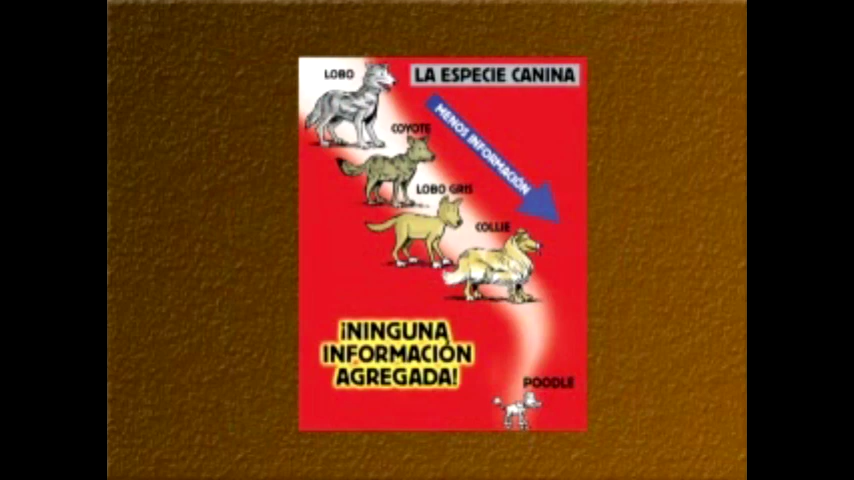 LOBO
LA ESPECIE CANINA
MENOS INFORMACIÓN
COYOTE
LOBO GRIS
COLLIE
¡NINGUNA
INFORMACIÓN
AGREGADA!
POODLE